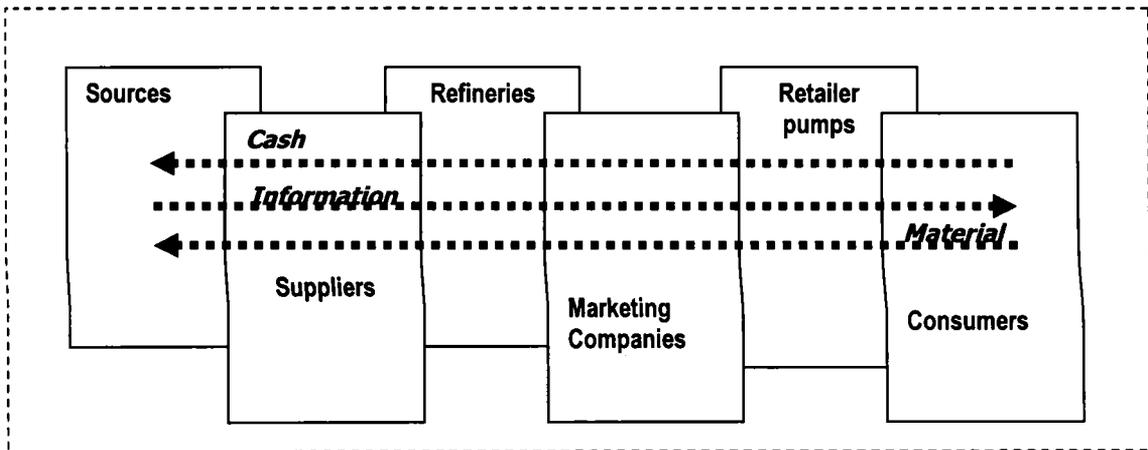 Sources
Refineries
Retailer
pumps
Cash
Information
Material
Suppliers
Marketing
Companies
Consumers